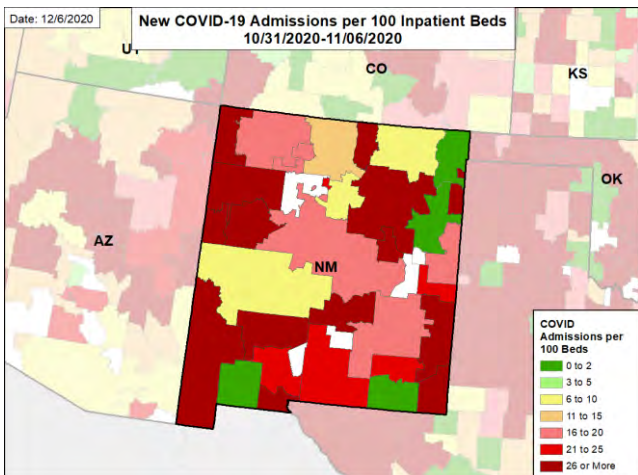 Date: 12/6/2020
New COVID-19 Admissions per 100 Inpatient Beds
10/31/2020-11/06/2020
UT
CO
KS
OK
AZ
NM
COVID
Admissions per
100 Beds
0 to 2
3 to 5
6 to 10
11 to 15
16 to 20
21 to 25
26 or More